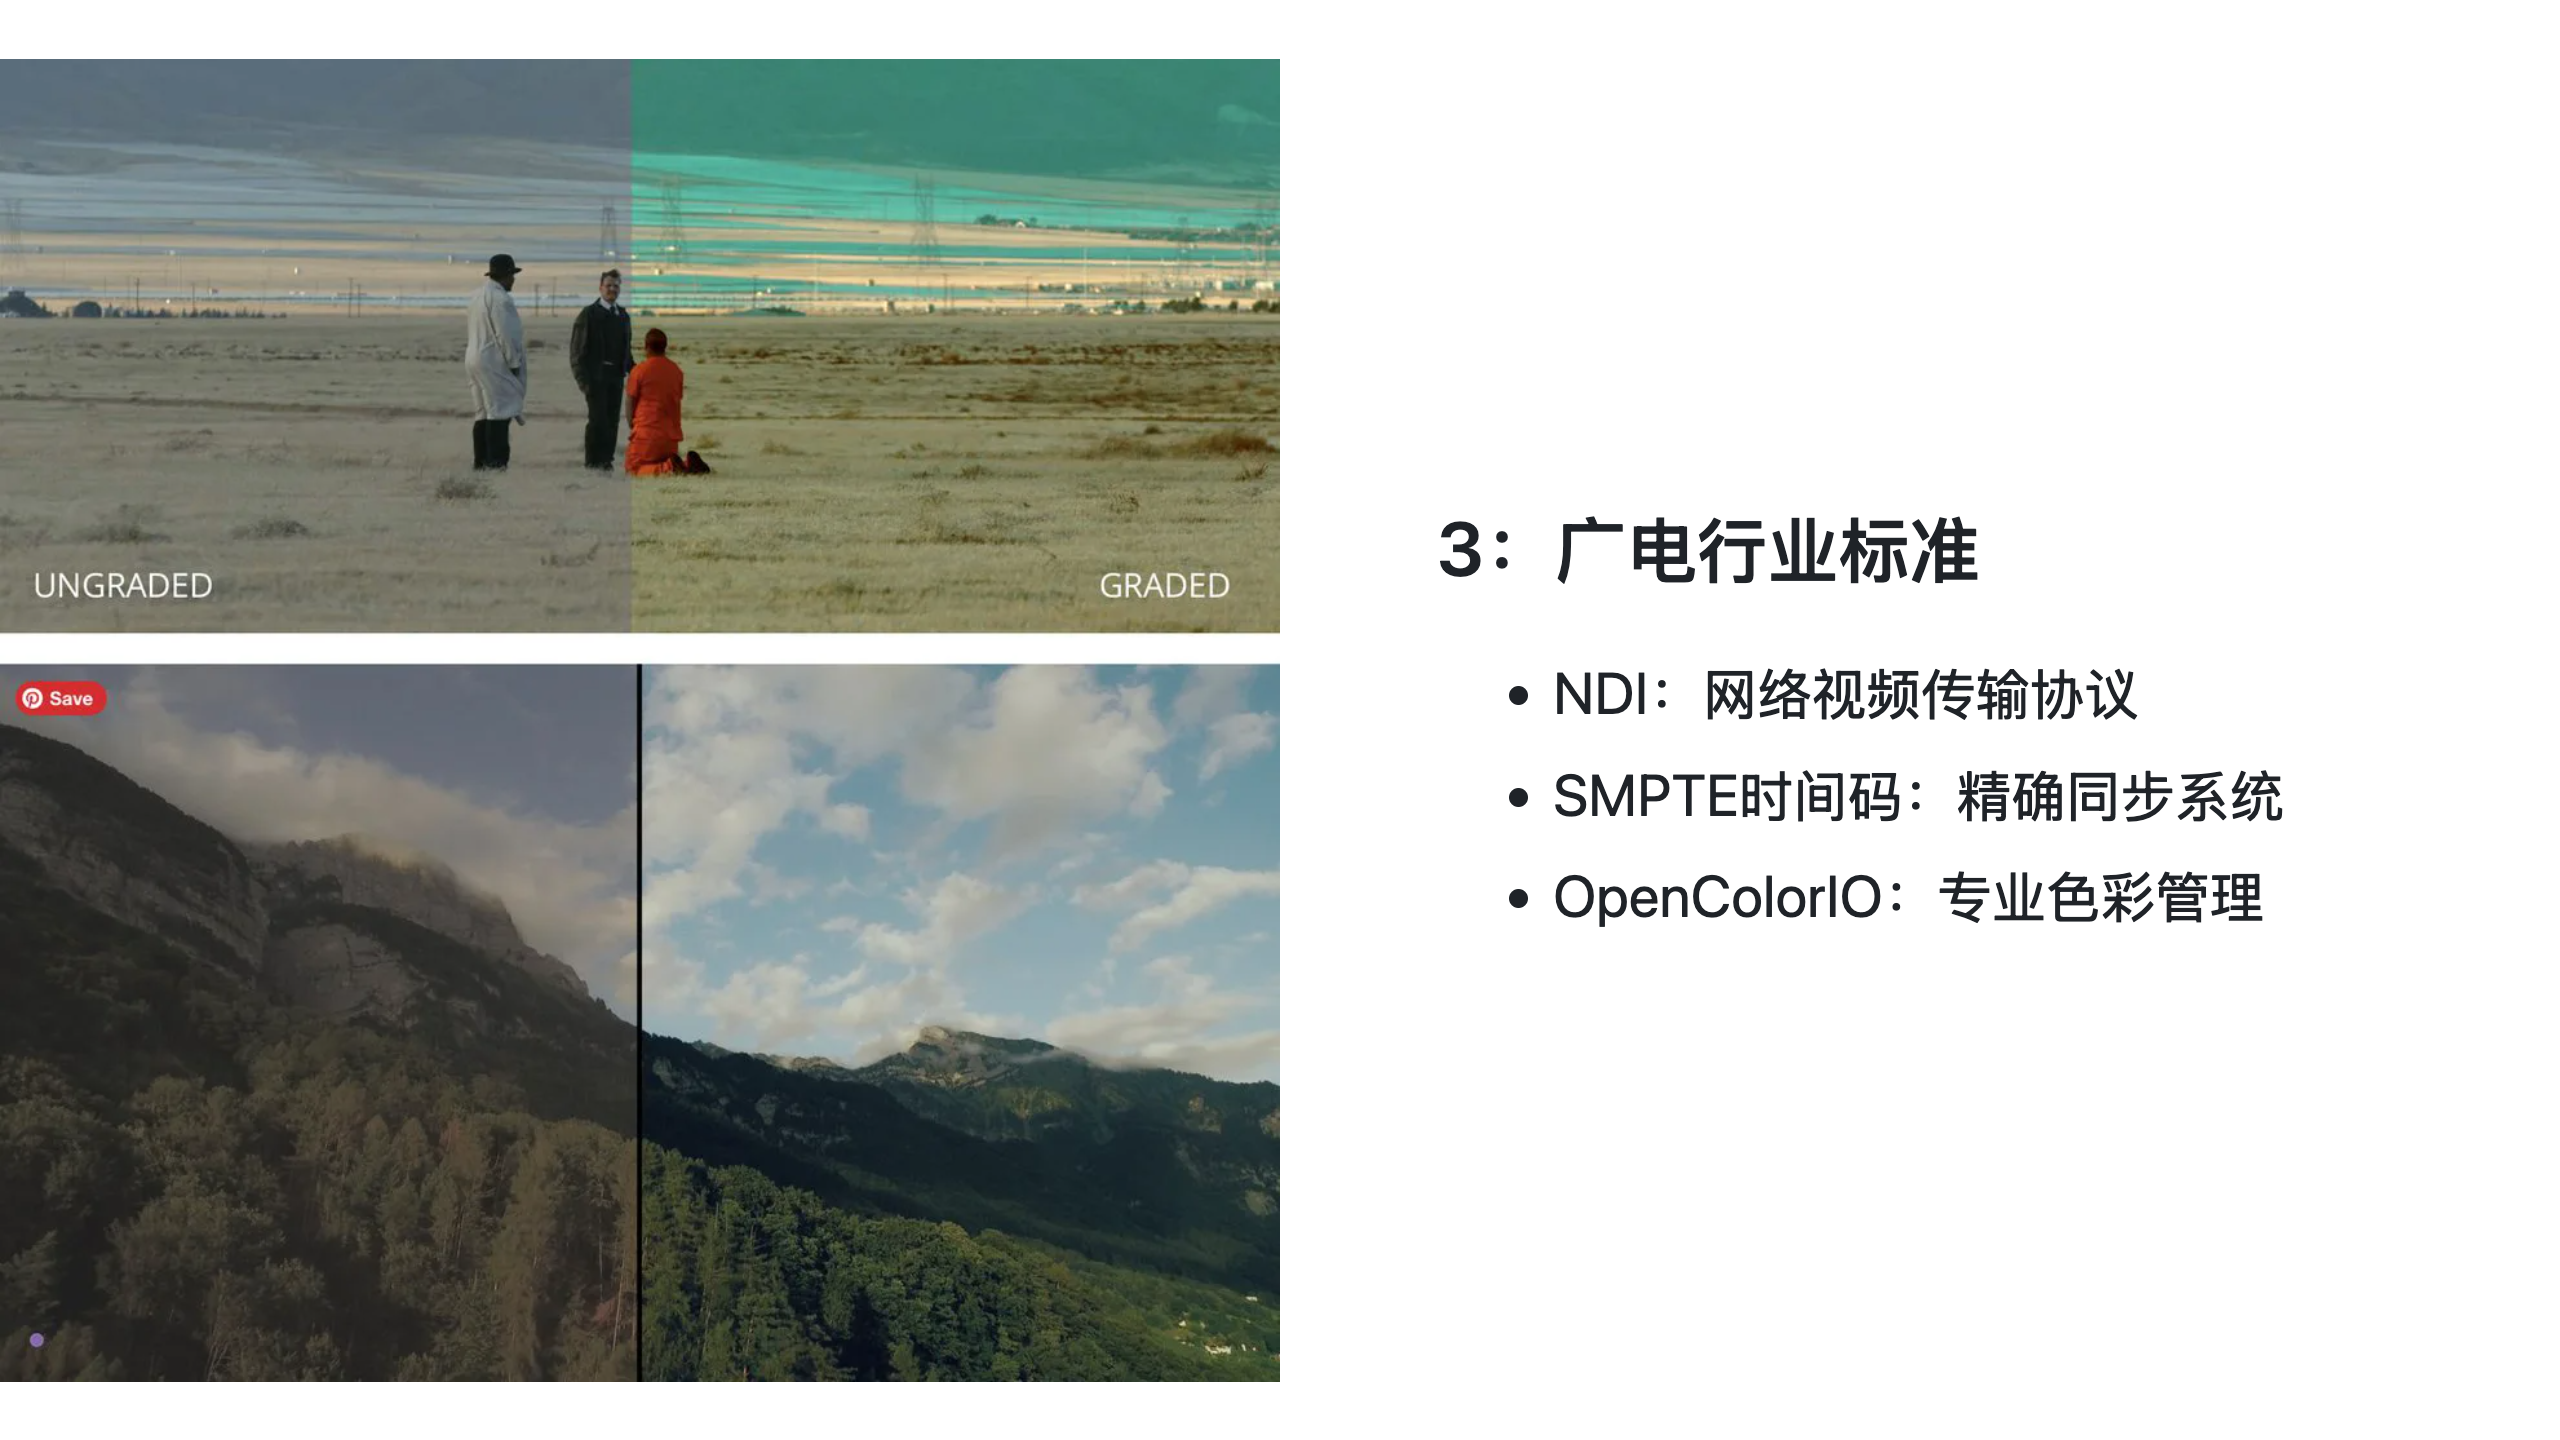 UNGRADED
GRADED
Save
3：广电行业标准
NDI：网络视频传输协议
SMPTE时间码：精确同步系统
OpenColorIO：专业色彩管理